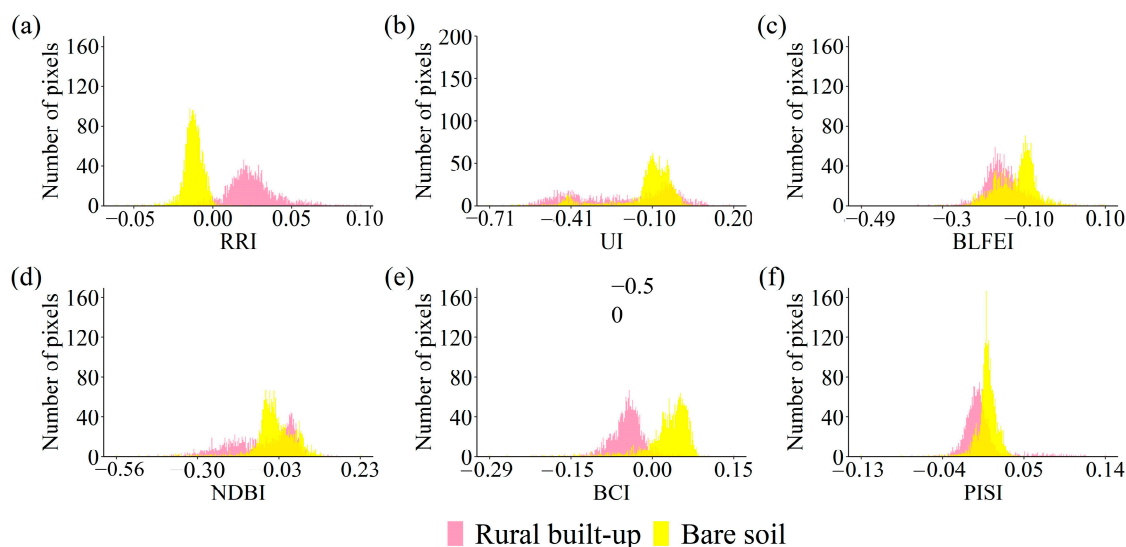 (a)
Number of pixels
160
120
80
40
0
−0.05 0.00 0.05 0.10
RRI
(b)
Number of pixels
200
150
100
50
0
−0.71 −0.41 −0.10 0.20
UI
(c)
Number of pixels
160
120
80
40
0
−0.49 −0.3 −0.10 0.10
BLFEI
(d)
Number of pixels
160
120
80
40
0
−0.56 −0.30 0.03 0.23
NDBI
(e)
Number of pixels
160
120
80
40
0
−0.5
0
−0.29 −0.15 0.00 0.15
BCI
(f)
Number of pixels
160
120
80
40
0
−0.13 −0.04 0.05 0.14
PISI
Rural built-up Bare soil